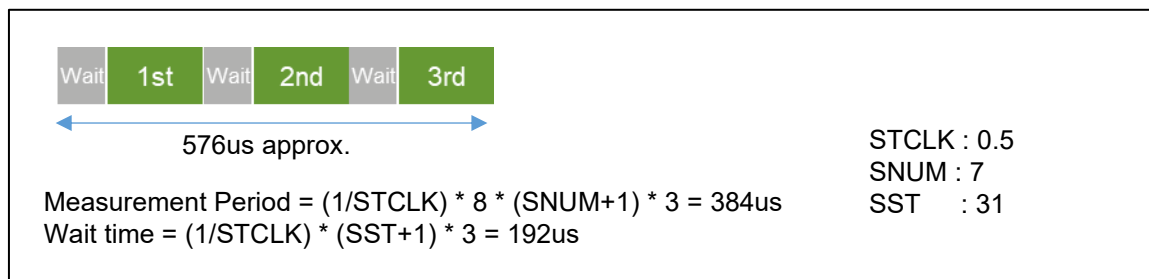 Wait 1st Wait 2nd Wait 3rd
576us approx.
STCLK : 0.5
SNUM : 7
SST : 31
Measurement Period = (1/STCLK) * 8 * (SNUM+1) * 3 = 384us
Wait time = (1/STCLK) * (SST+1) * 3 = 192us